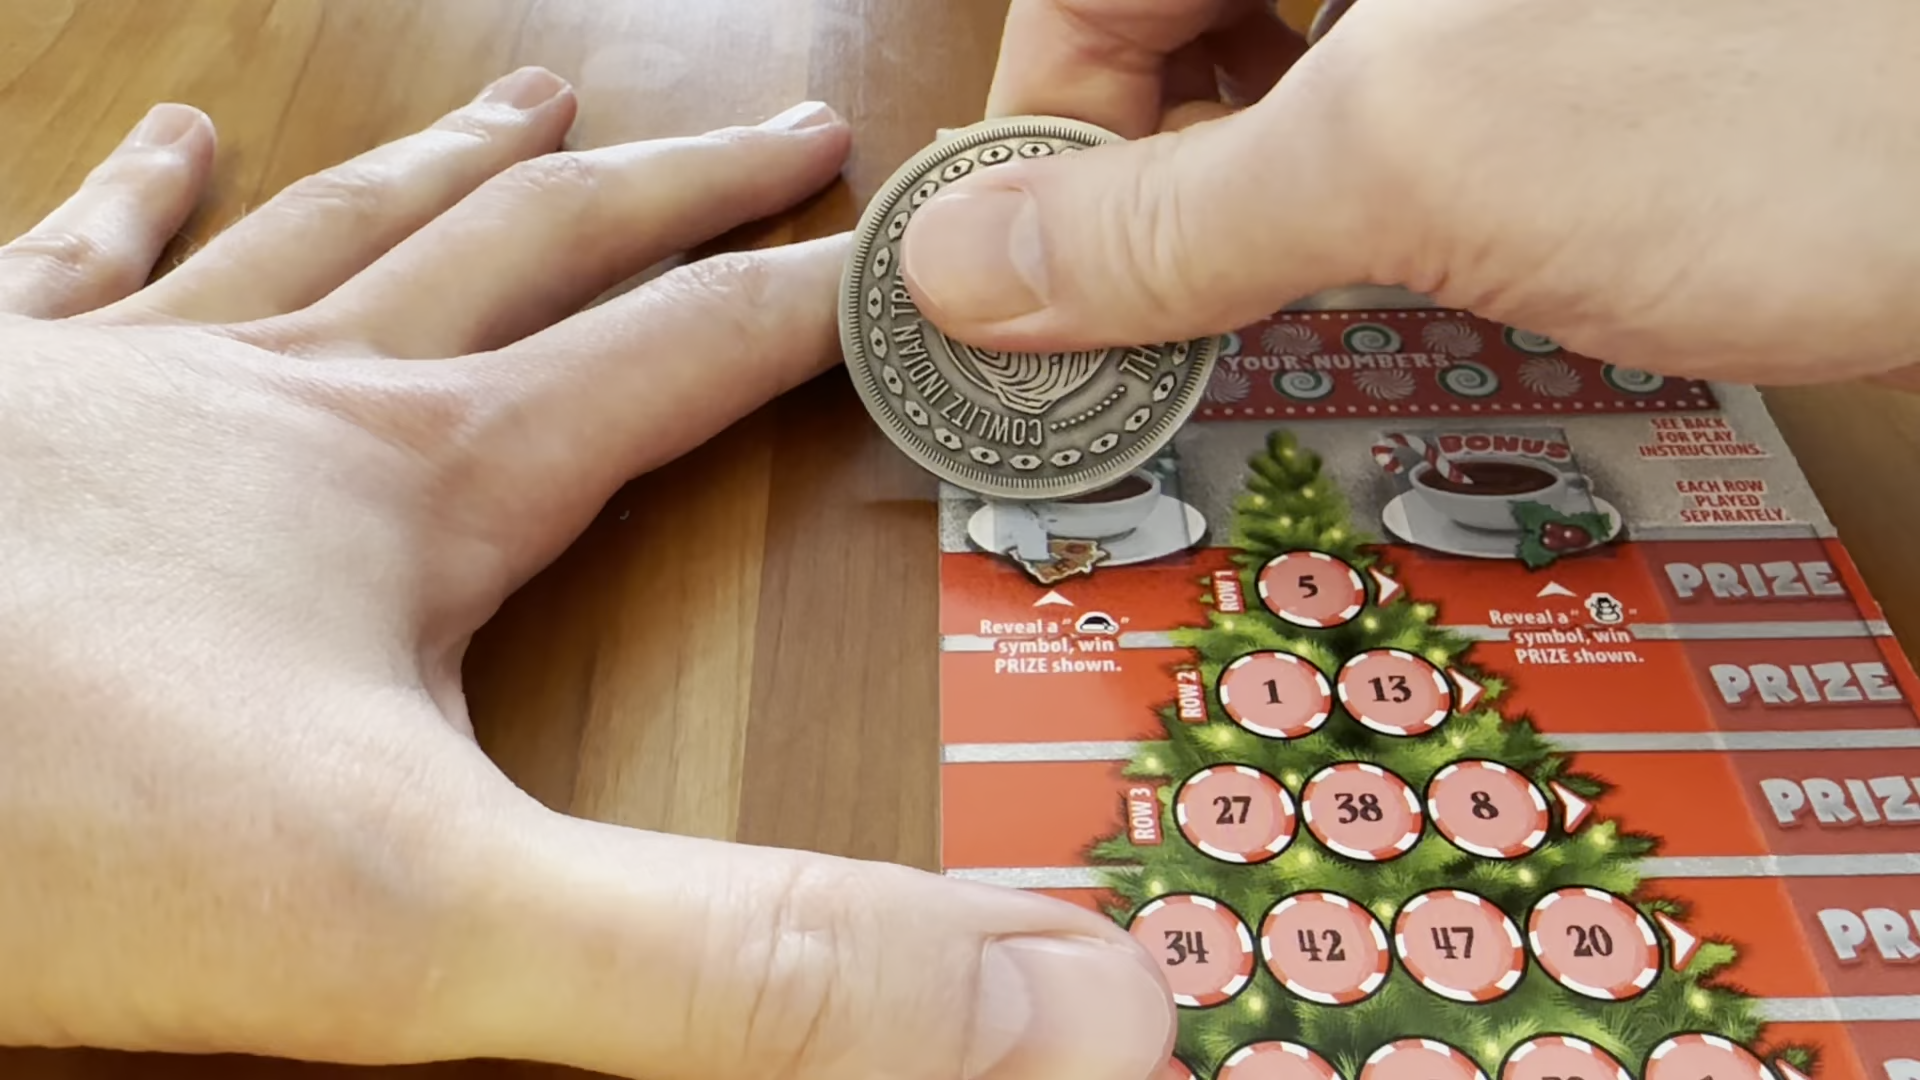 YOUR NUMBERS
COWLITZ INDIAN
BONUS
SEE BACK
FOR PLAY
INSTRUCTIONS.
EACH ROW
PLAYED
SEPARATELY.
ROW 1
5
PRIZE
Reveal a " "
symbol, win
PRIZE shown.
Reveal a " "
symbol, win
PRIZE shown.
ROW 2
1 13
PRIZE
ROW 3
27 38 8
34 42 47 20